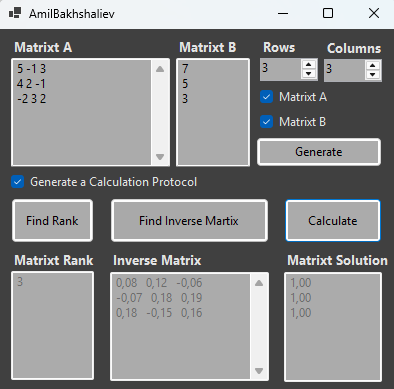 AmilBakhshaliev
Matrixt A Matrixt B Rows Columns
5 -1 3
4 2 -1
-2 3 2
7
5
3
3 3
Matrixt A
Matrixt B
Generate
Generate a Calculation Protocol
Find Rank Find Inverse Martix Calculate
Matrixt Rank Inverse Matrix Matrixt Solution
3
0,08 0,12 -0,06
-0,07 0,18 0,19
0,18 -0,15 0,16
1,00
1,00
1,00